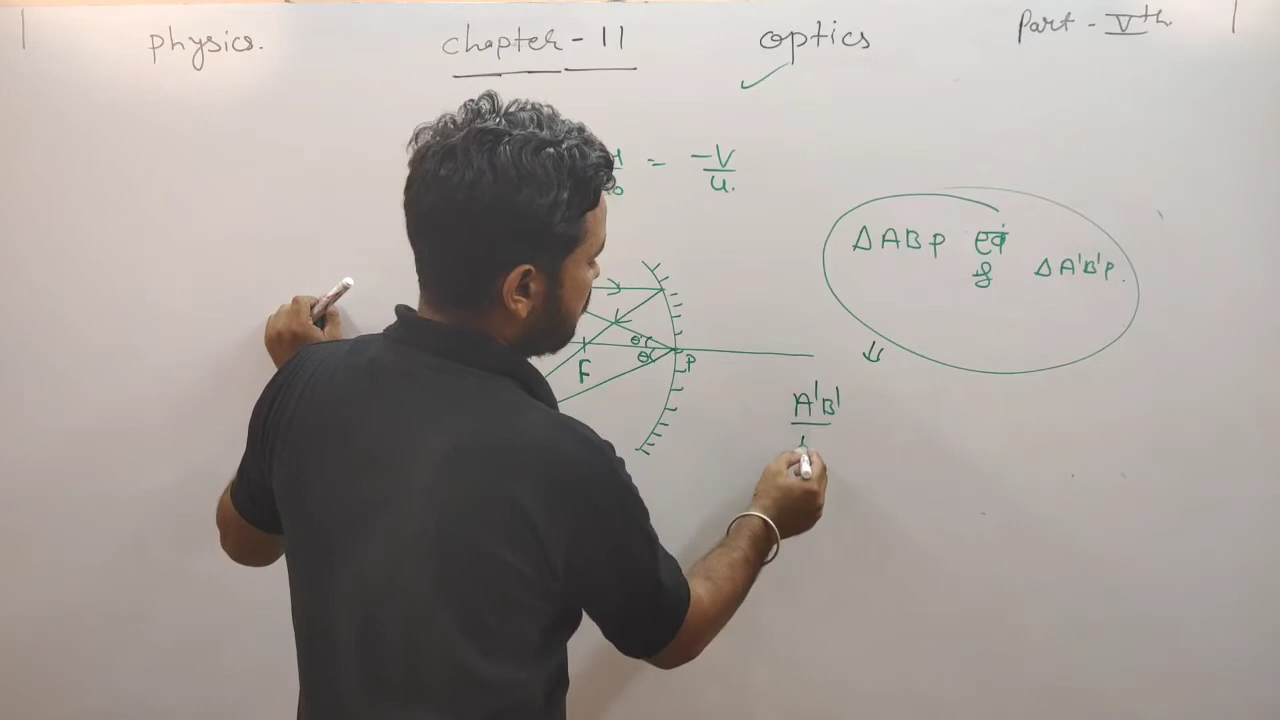 physics. chapter - 11 optics Part - Vth
= -V
u.
ΔABP एवं
ΔA'B'P.
θ
θ
P
F
A'B'